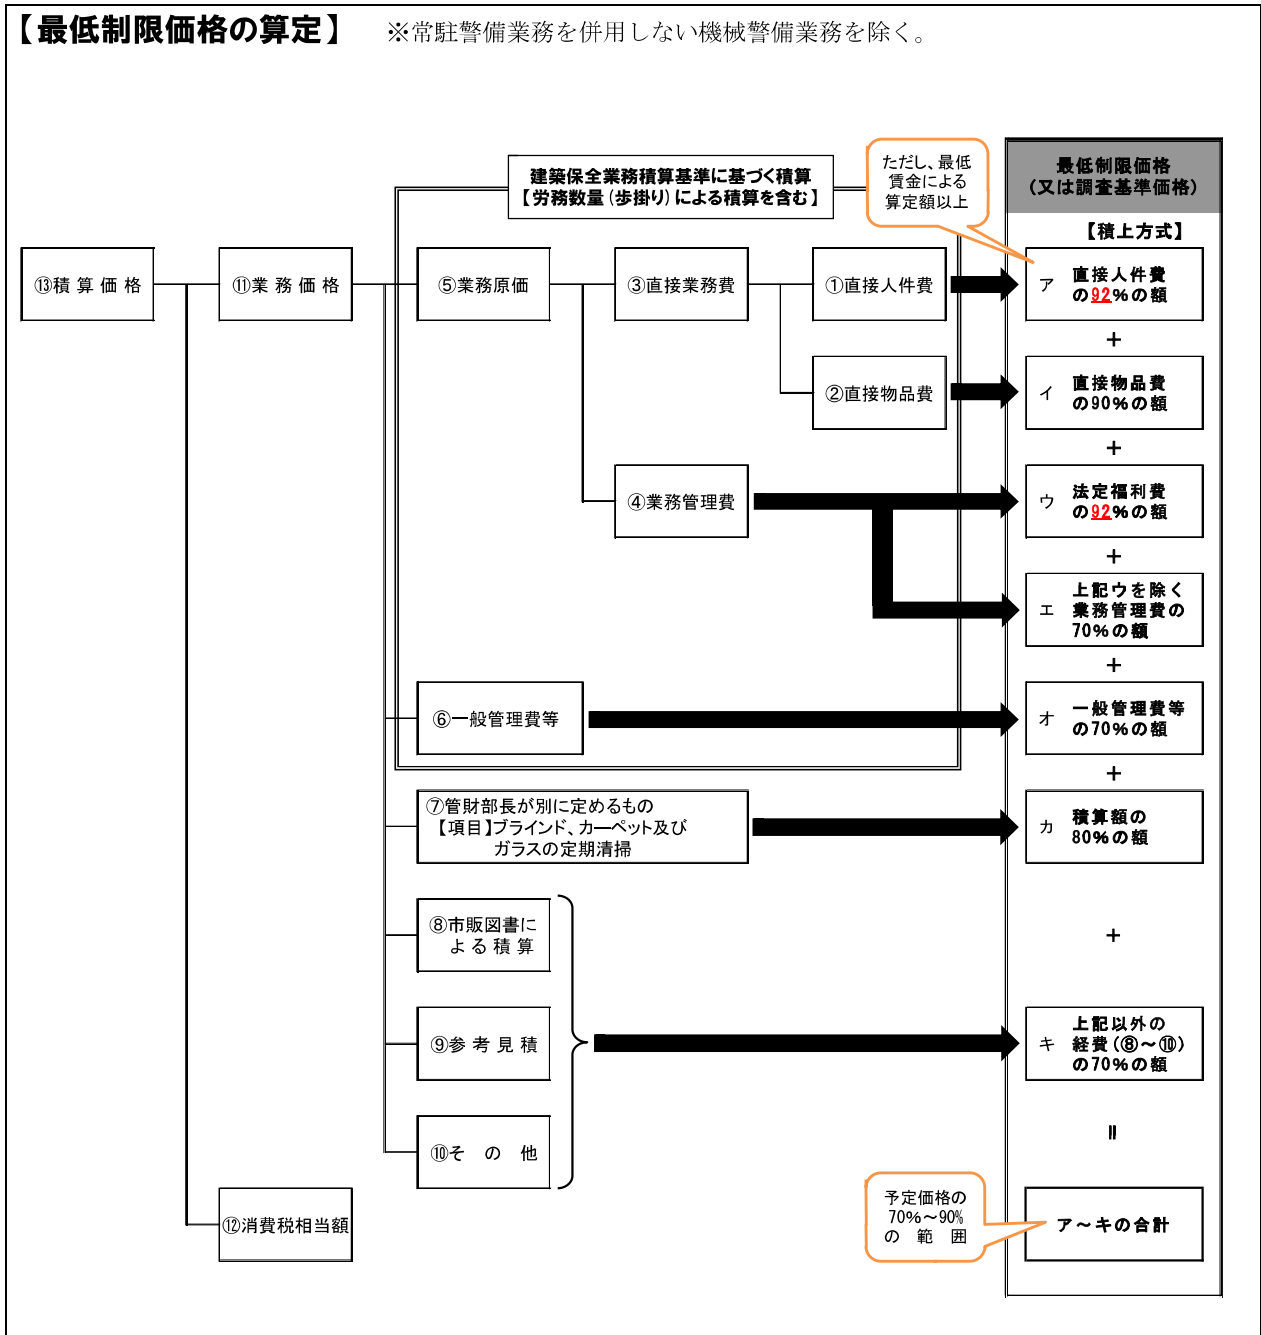 【最低制限価格の算定】 ※常駐警備業務を併用しない機械警備業務を除く。
建築保全業務積算基準に基づく積算
【労務数量(歩掛り)による積算を含む】
ただし、最低
賃金による
算定額以上
最低制限価格
(又は調査基準価格)
【積上方式】
⑬積算価格
⑪業務価格
⑤業務原価
③直接業務費
①直接人件費
ア 直接人件費
の92%の額
+
②直接物品費
イ 直接物品費
の90%の額
+
④業務管理費
ウ 法定福利費
の92%の額
+
エ 上記ウを除く
業務管理費の
70%の額
+
⑥一般管理費等
オ 一般管理費等
の70%の額
+
⑦管財部長が別に定めるもの
【項目】ブラインド、カーペット及び
ガラスの定期清掃
カ 積算額の
80%の額
⑧市販図書に
よる積算
+
⑨参考見積
キ 上記以外の
経費(⑧~⑩)
の70%の額
⑩その他
=
⑫消費税相当額
予定価格の
70%~90%
の範囲
ア~キの合計